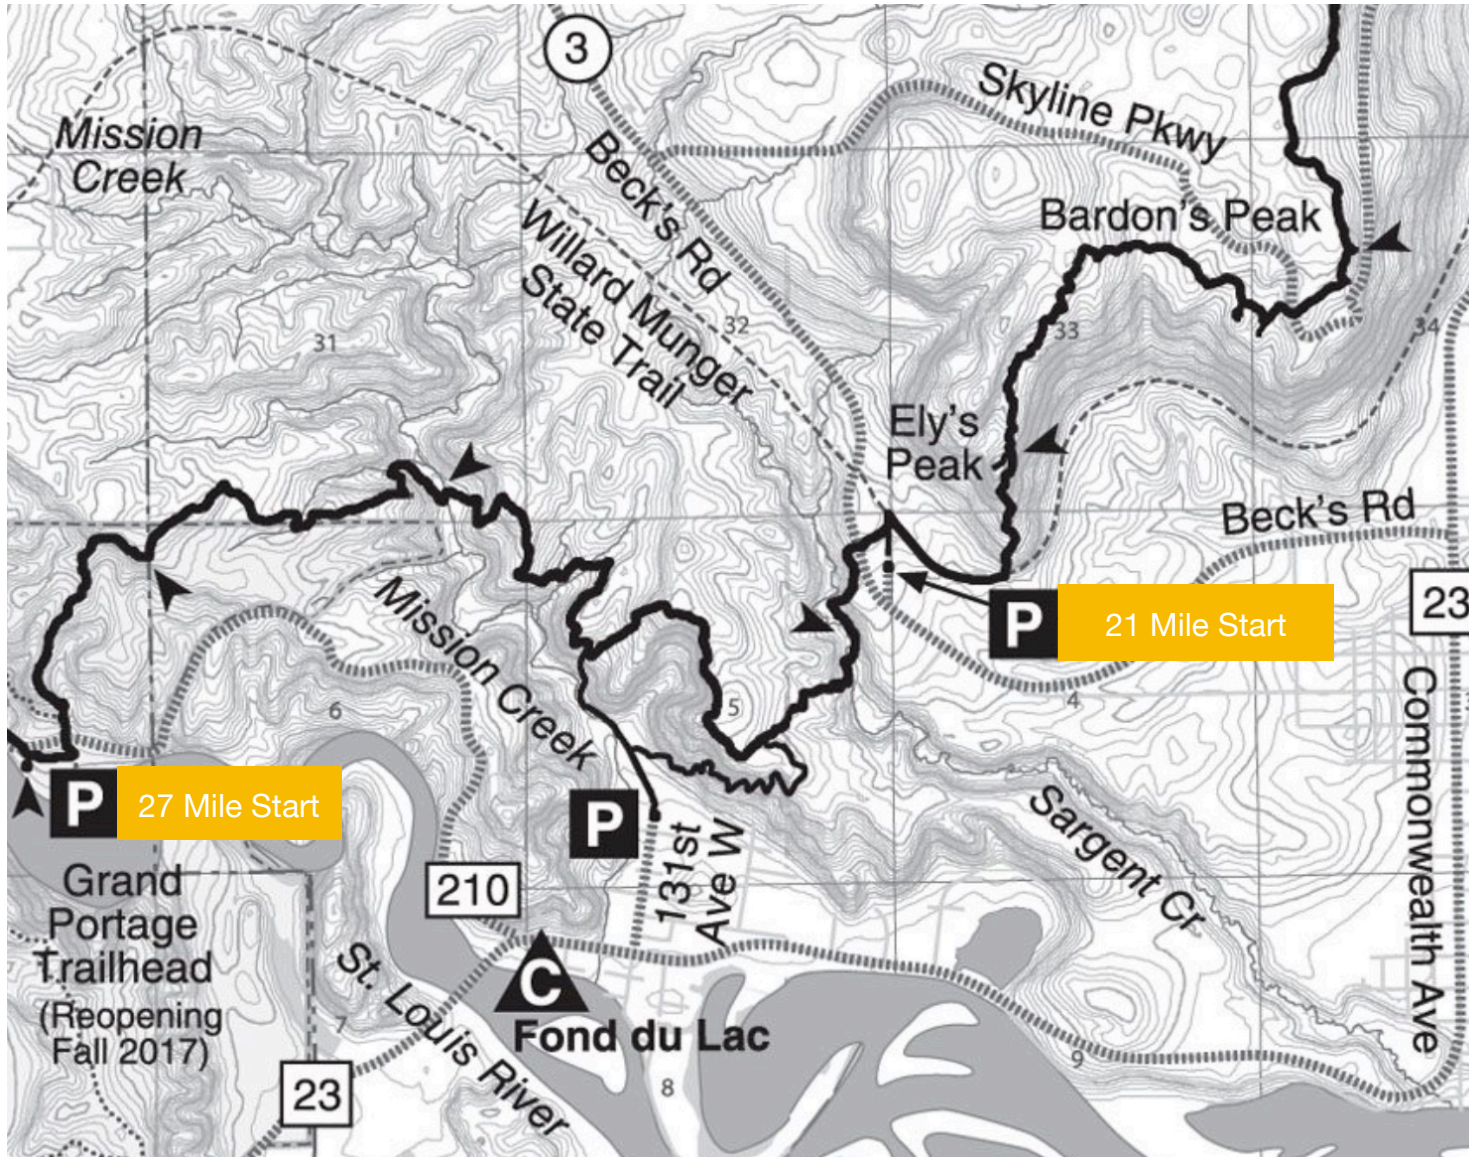 3
Skyline Pkwy
Mission
Creek
Beck's Rd
Bardon's Peak
Willard Munger
State Trail
32
33
34
31
Ely's
Peak
Beck's Rd
P
21 Mile Start
23
Mission Creek
6
5
4
P
27 Mile Start
P
131st
Ave W
Sargent Cr
Commonwealth Ave
Grand
Portage
Trailhead
(Reopening
Fall 2017)
210
C
Fond du Lac
St. Louis River
7
8
9
23